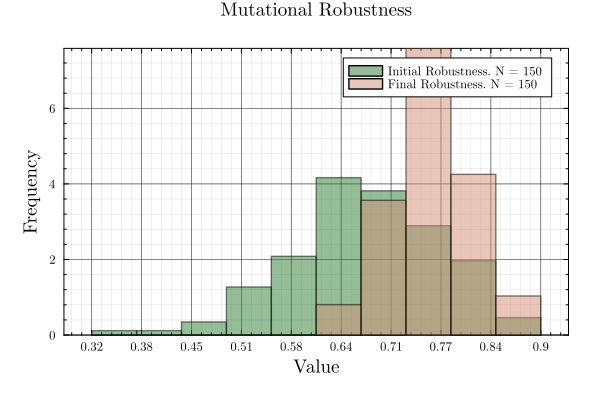 Mutational Robustness
Initial Robustness. N = 150
Final Robustness. N = 150
Frequency
6
4
2
0
0.32 0.38 0.45 0.51 0.58 0.64 0.71 0.77 0.84 0.9
Value